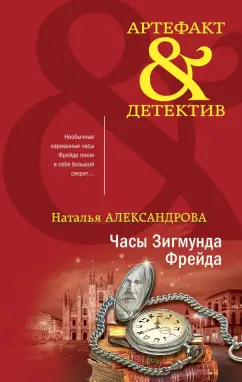 АРТЕФАКТ
&
ДЕТЕКТИВ
Необычные
карманные часы
Фрейда таили
в себе большой
секрет...
Наталья АЛЕКСАНДРОВА
Часы Зигмунда
Фрейда